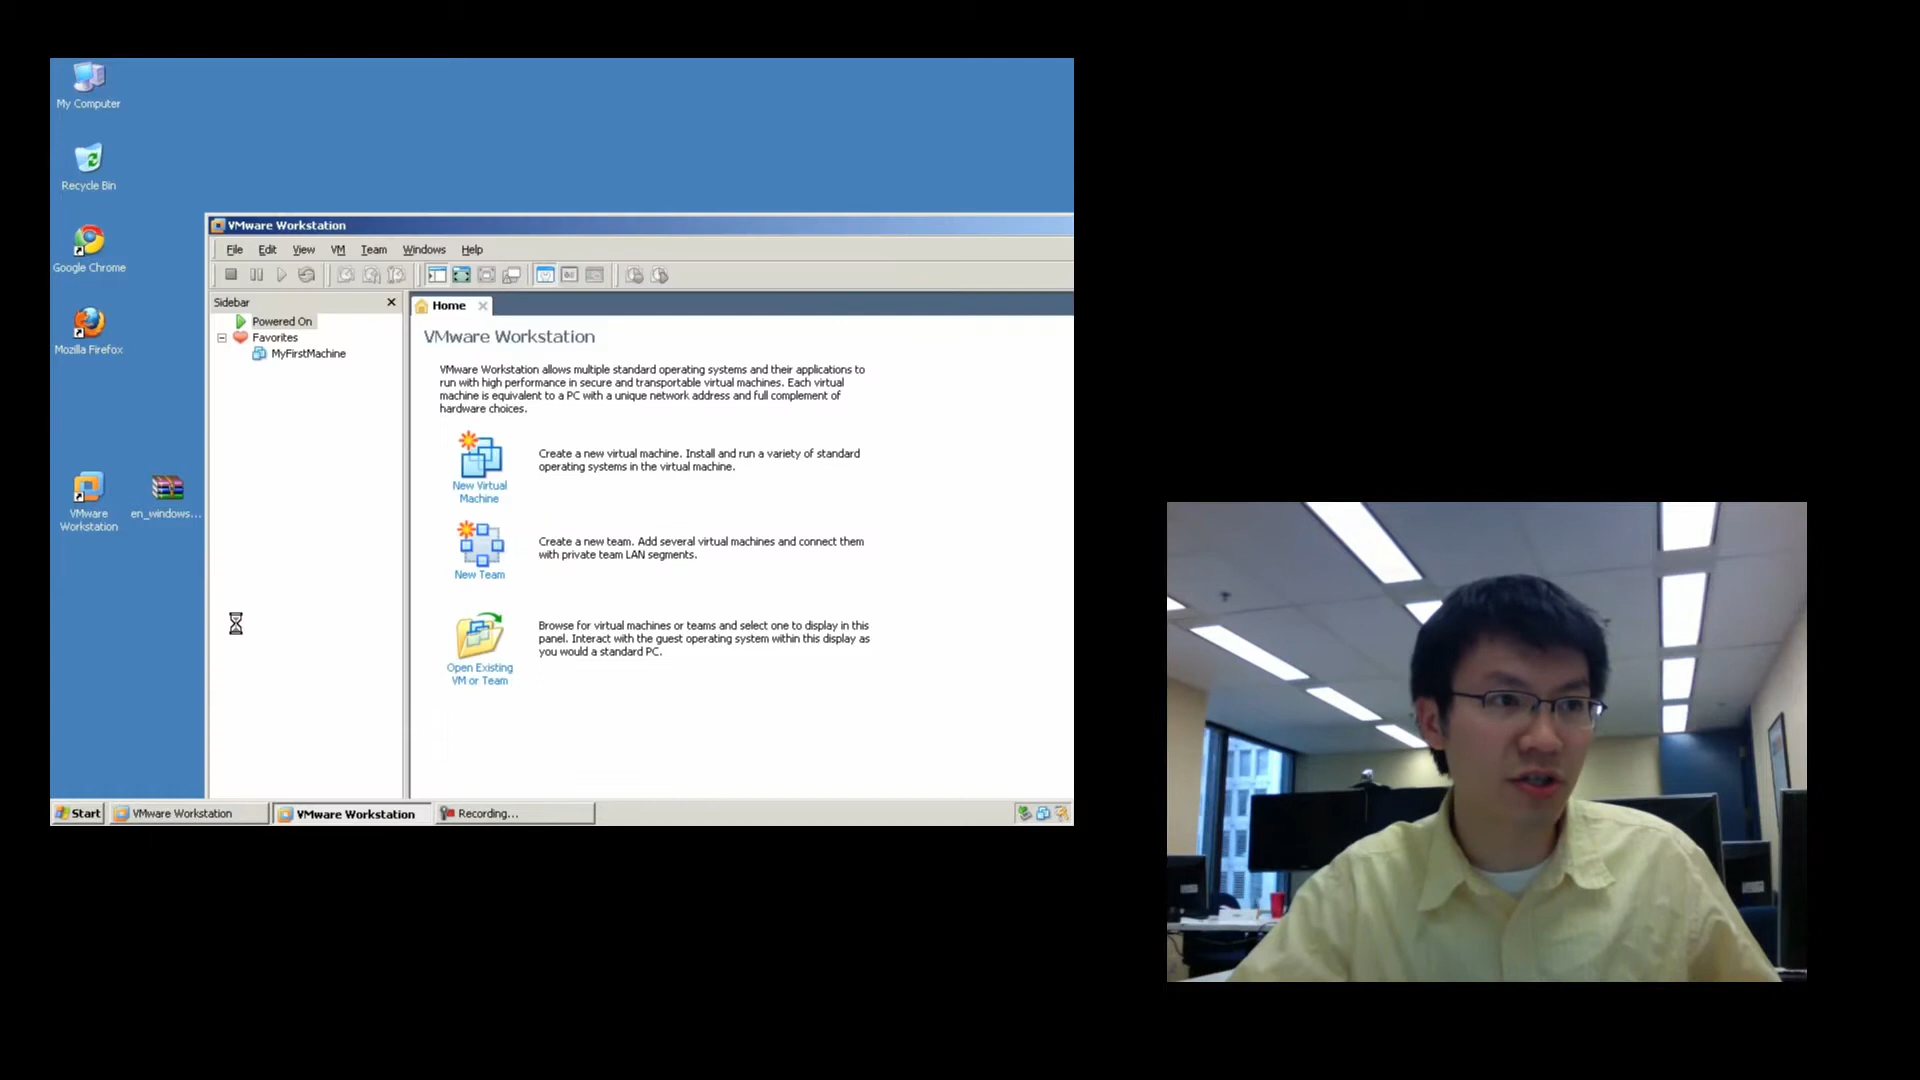 My Computer
Recycle Bin
Google Chrome
Mozilla Firefox
VMware
Workstation
en_windows...
VMware Workstation
File Edit View VM Team Windows Help
Sidebar
Powered On
Favorites
MyFirstMachine
Home
VMware Workstation
VMware Workstation allows multiple standard operating systems and their applications to
run with high performance in secure and transportable virtual machines. Each virtual
machine is equivalent to a PC with a unique network address and full complement of
hardware choices.
New Virtual
Machine
Create a new virtual machine. Install and run a variety of standard
operating systems in the virtual machine.
New Team
Create a new team. Add several virtual machines and connect them
with private team LAN segments.
Open Existing
VM or Team
Browse for virtual machines or teams and select one to display in this
panel. Interact with the guest operating system within this display as
you would a standard PC.
Start
VMware Workstation
VMware Workstation
Recording...